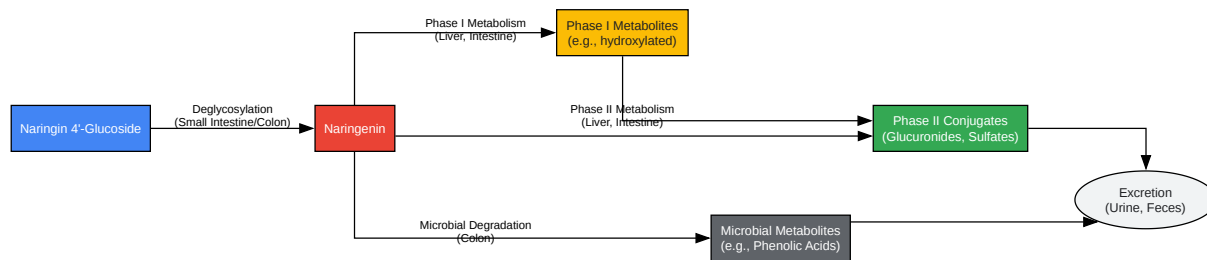 Phase I Metabolism
(Liver, Intestine)
Phase I Metabolites
(e.g., hydroxylated)
Naringin 4'-Glucoside
Deglycosylation
(Small Intestine/Colon)
Naringenin
Phase II Metabolism
(Liver, Intestine)
Phase II Conjugates
(Glucuronides, Sulfates)
Excretion
(Urine, Feces)
Microbial Degradation
(Colon)
Microbial Metabolites
(e.g., Phenolic Acids)